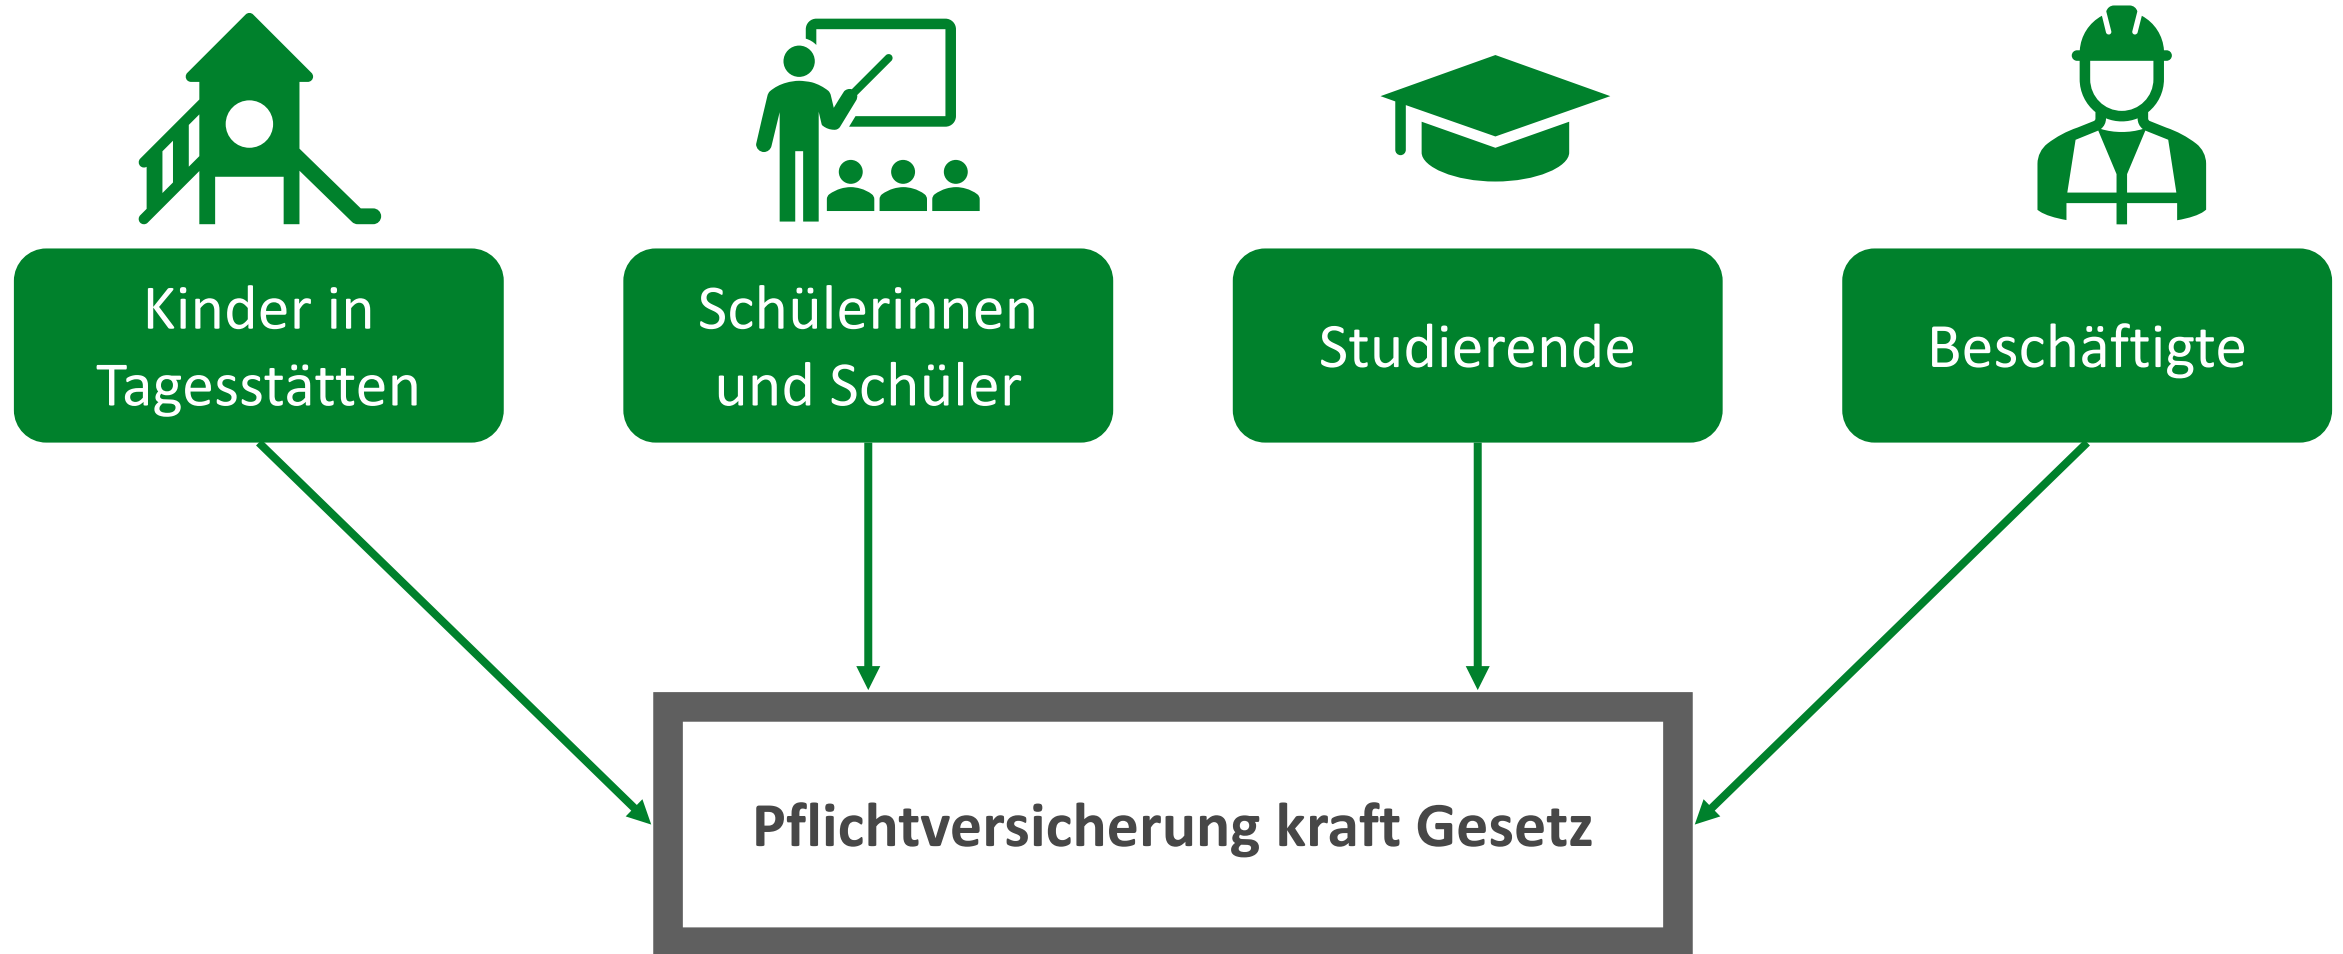 Kinder in
Tagesstätten
Schülerinnen
und Schüler
Studierende
Beschäftigte
Pflichtversicherung kraft Gesetz